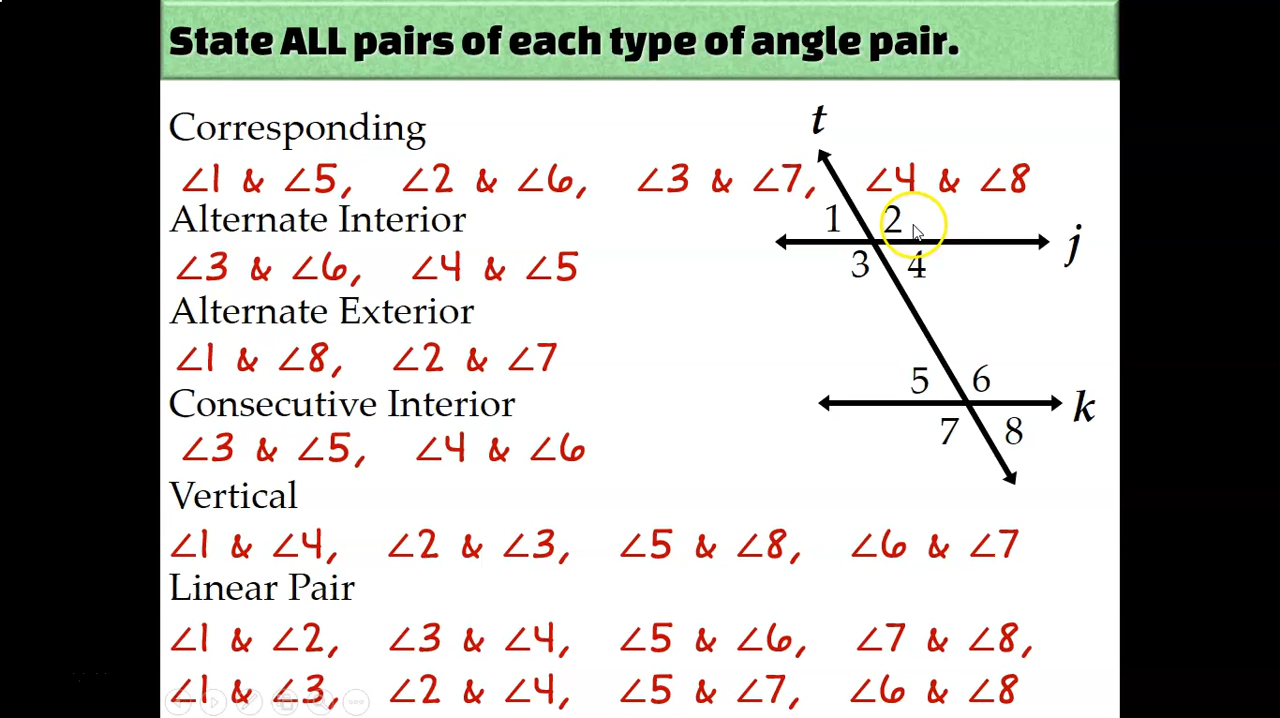 State ALL pairs of each type of angle pair.
Corresponding
∠1 & ∠5, ∠2 & ∠6, ∠3 & ∠7, ∠4 & ∠8
Alternate Interior
∠3 & ∠6, ∠4 & ∠5
Alternate Exterior
∠1 & ∠8, ∠2 & ∠7
Consecutive Interior
∠3 & ∠5, ∠4 & ∠6
Vertical
∠1 & ∠4, ∠2 & ∠3, ∠5 & ∠8, ∠6 & ∠7
Linear Pair
∠1 & ∠2, ∠3 & ∠4, ∠5 & ∠6, ∠7 & ∠8,
∠1 & ∠3, ∠2 & ∠4, ∠5 & ∠7, ∠6 & ∠8
t
1 2
j
3 4
5 6
k
7 8